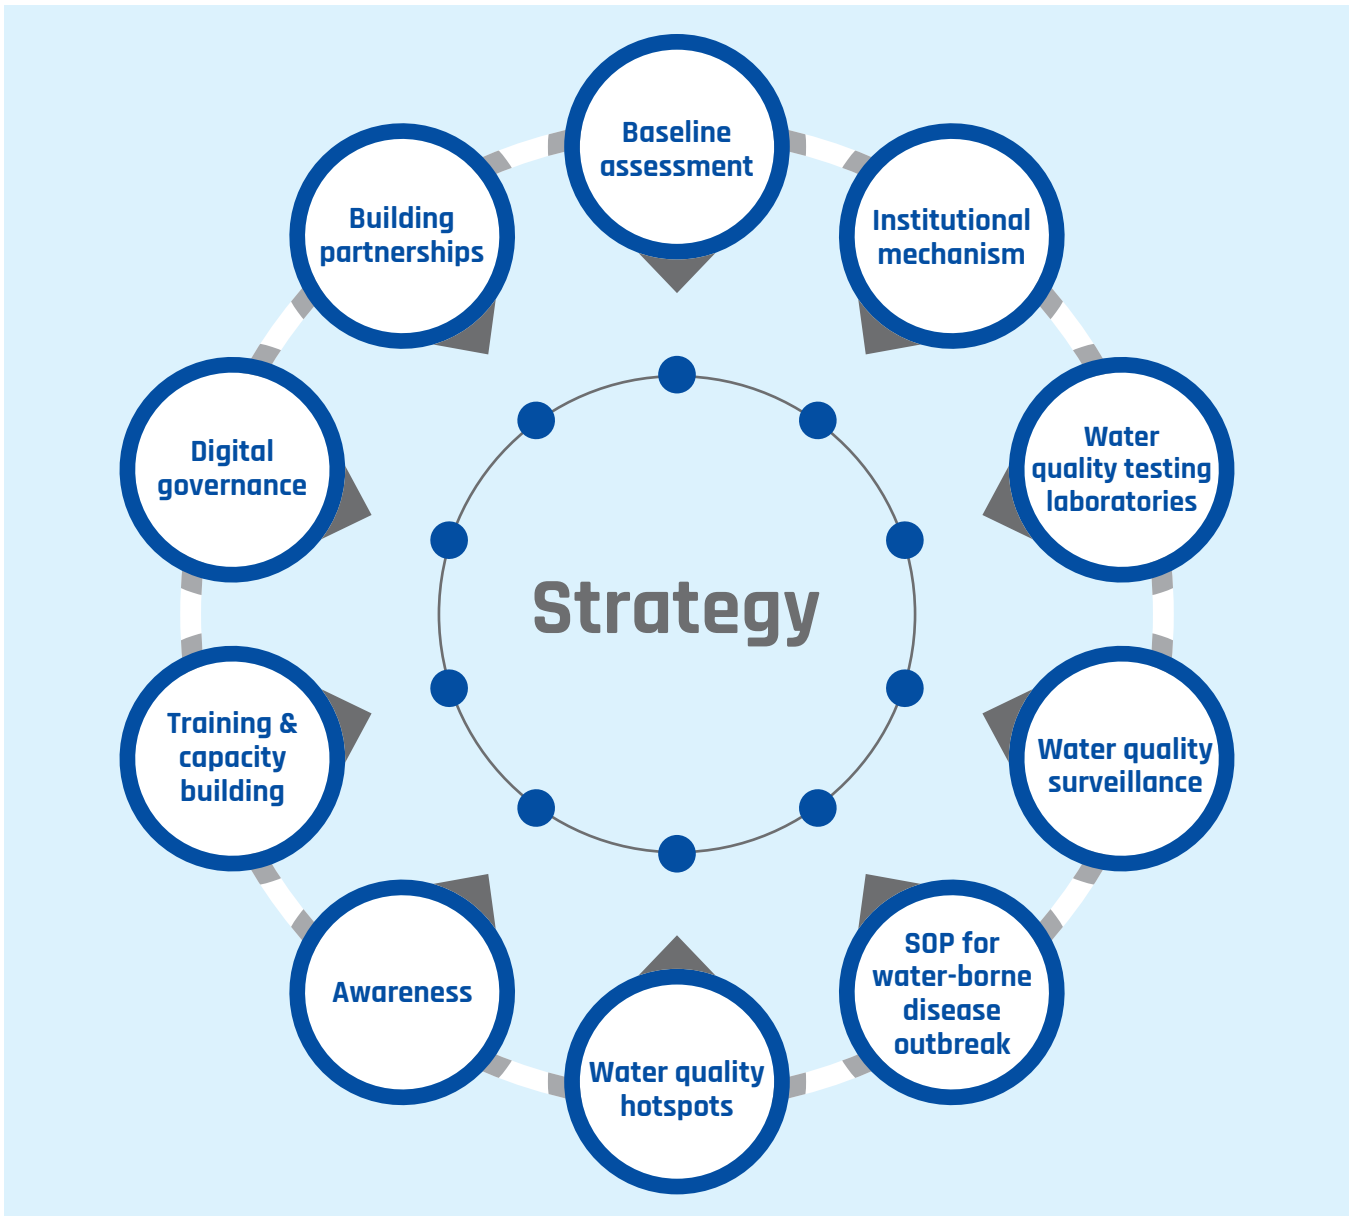 Baseline
assessment
Institutional
mechanism
Water
quality testing
laboratories
Water quality
surveillance
SOP for
water-borne
disease
outbreak
Water quality
hotspots
Awareness
Training &
capacity
building
Digital
governance
Building
partnerships
Strategy